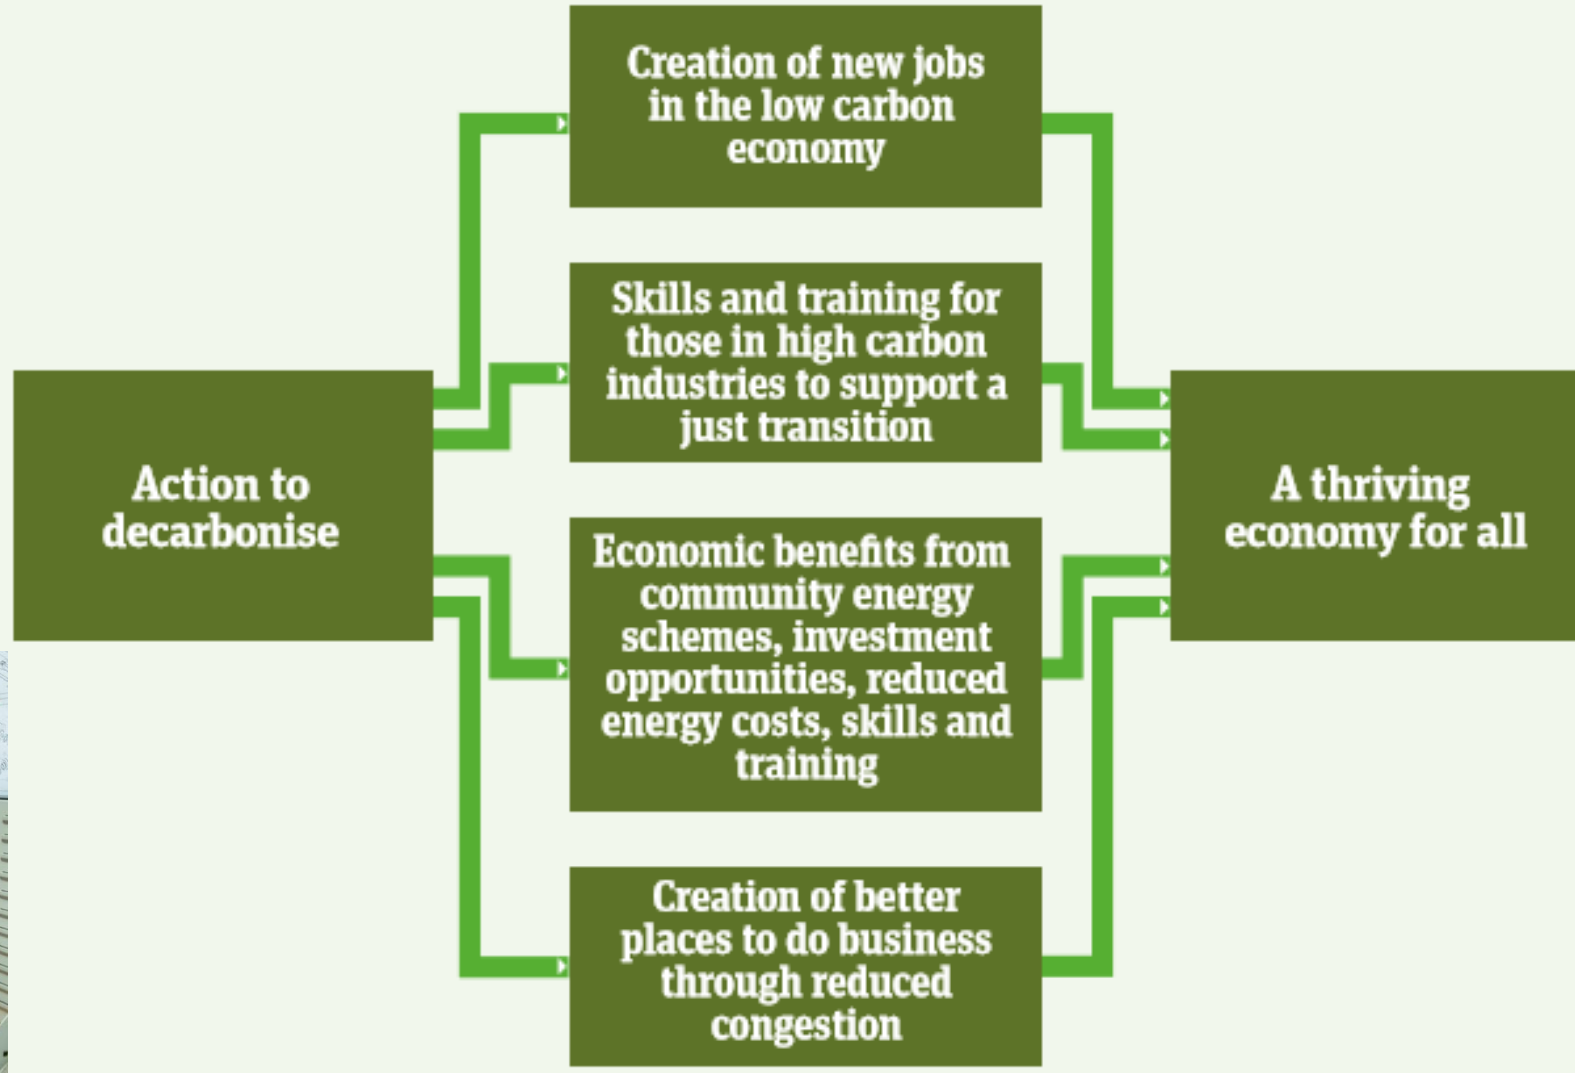 Creation of new jobs
in the low carbon
economy
Skills and training for
those in high carbon
industries to support a
just transition
Action to
decarbonise
A thriving
economy for all
Economic benefits from
community energy
schemes, investment
opportunities, reduced
energy costs, skills and
training
Creation of better
places to do business
through reduced
congestion